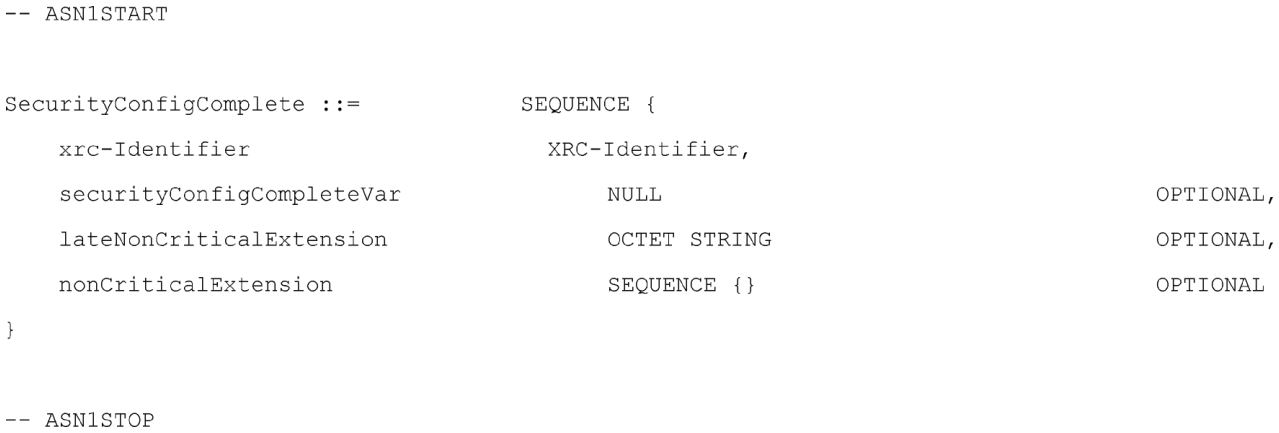 -- ASN1START
SecurityConfigComplete ::= SEQUENCE {
xrc-Identifier XRC-Identifier,
securityConfigCompleteVar NULL OPTIONAL,
lateNonCriticalExtension OCTET STRING OPTIONAL,
nonCriticalExtension SEQUENCE {} OPTIONAL
}
-- ASN1STOP